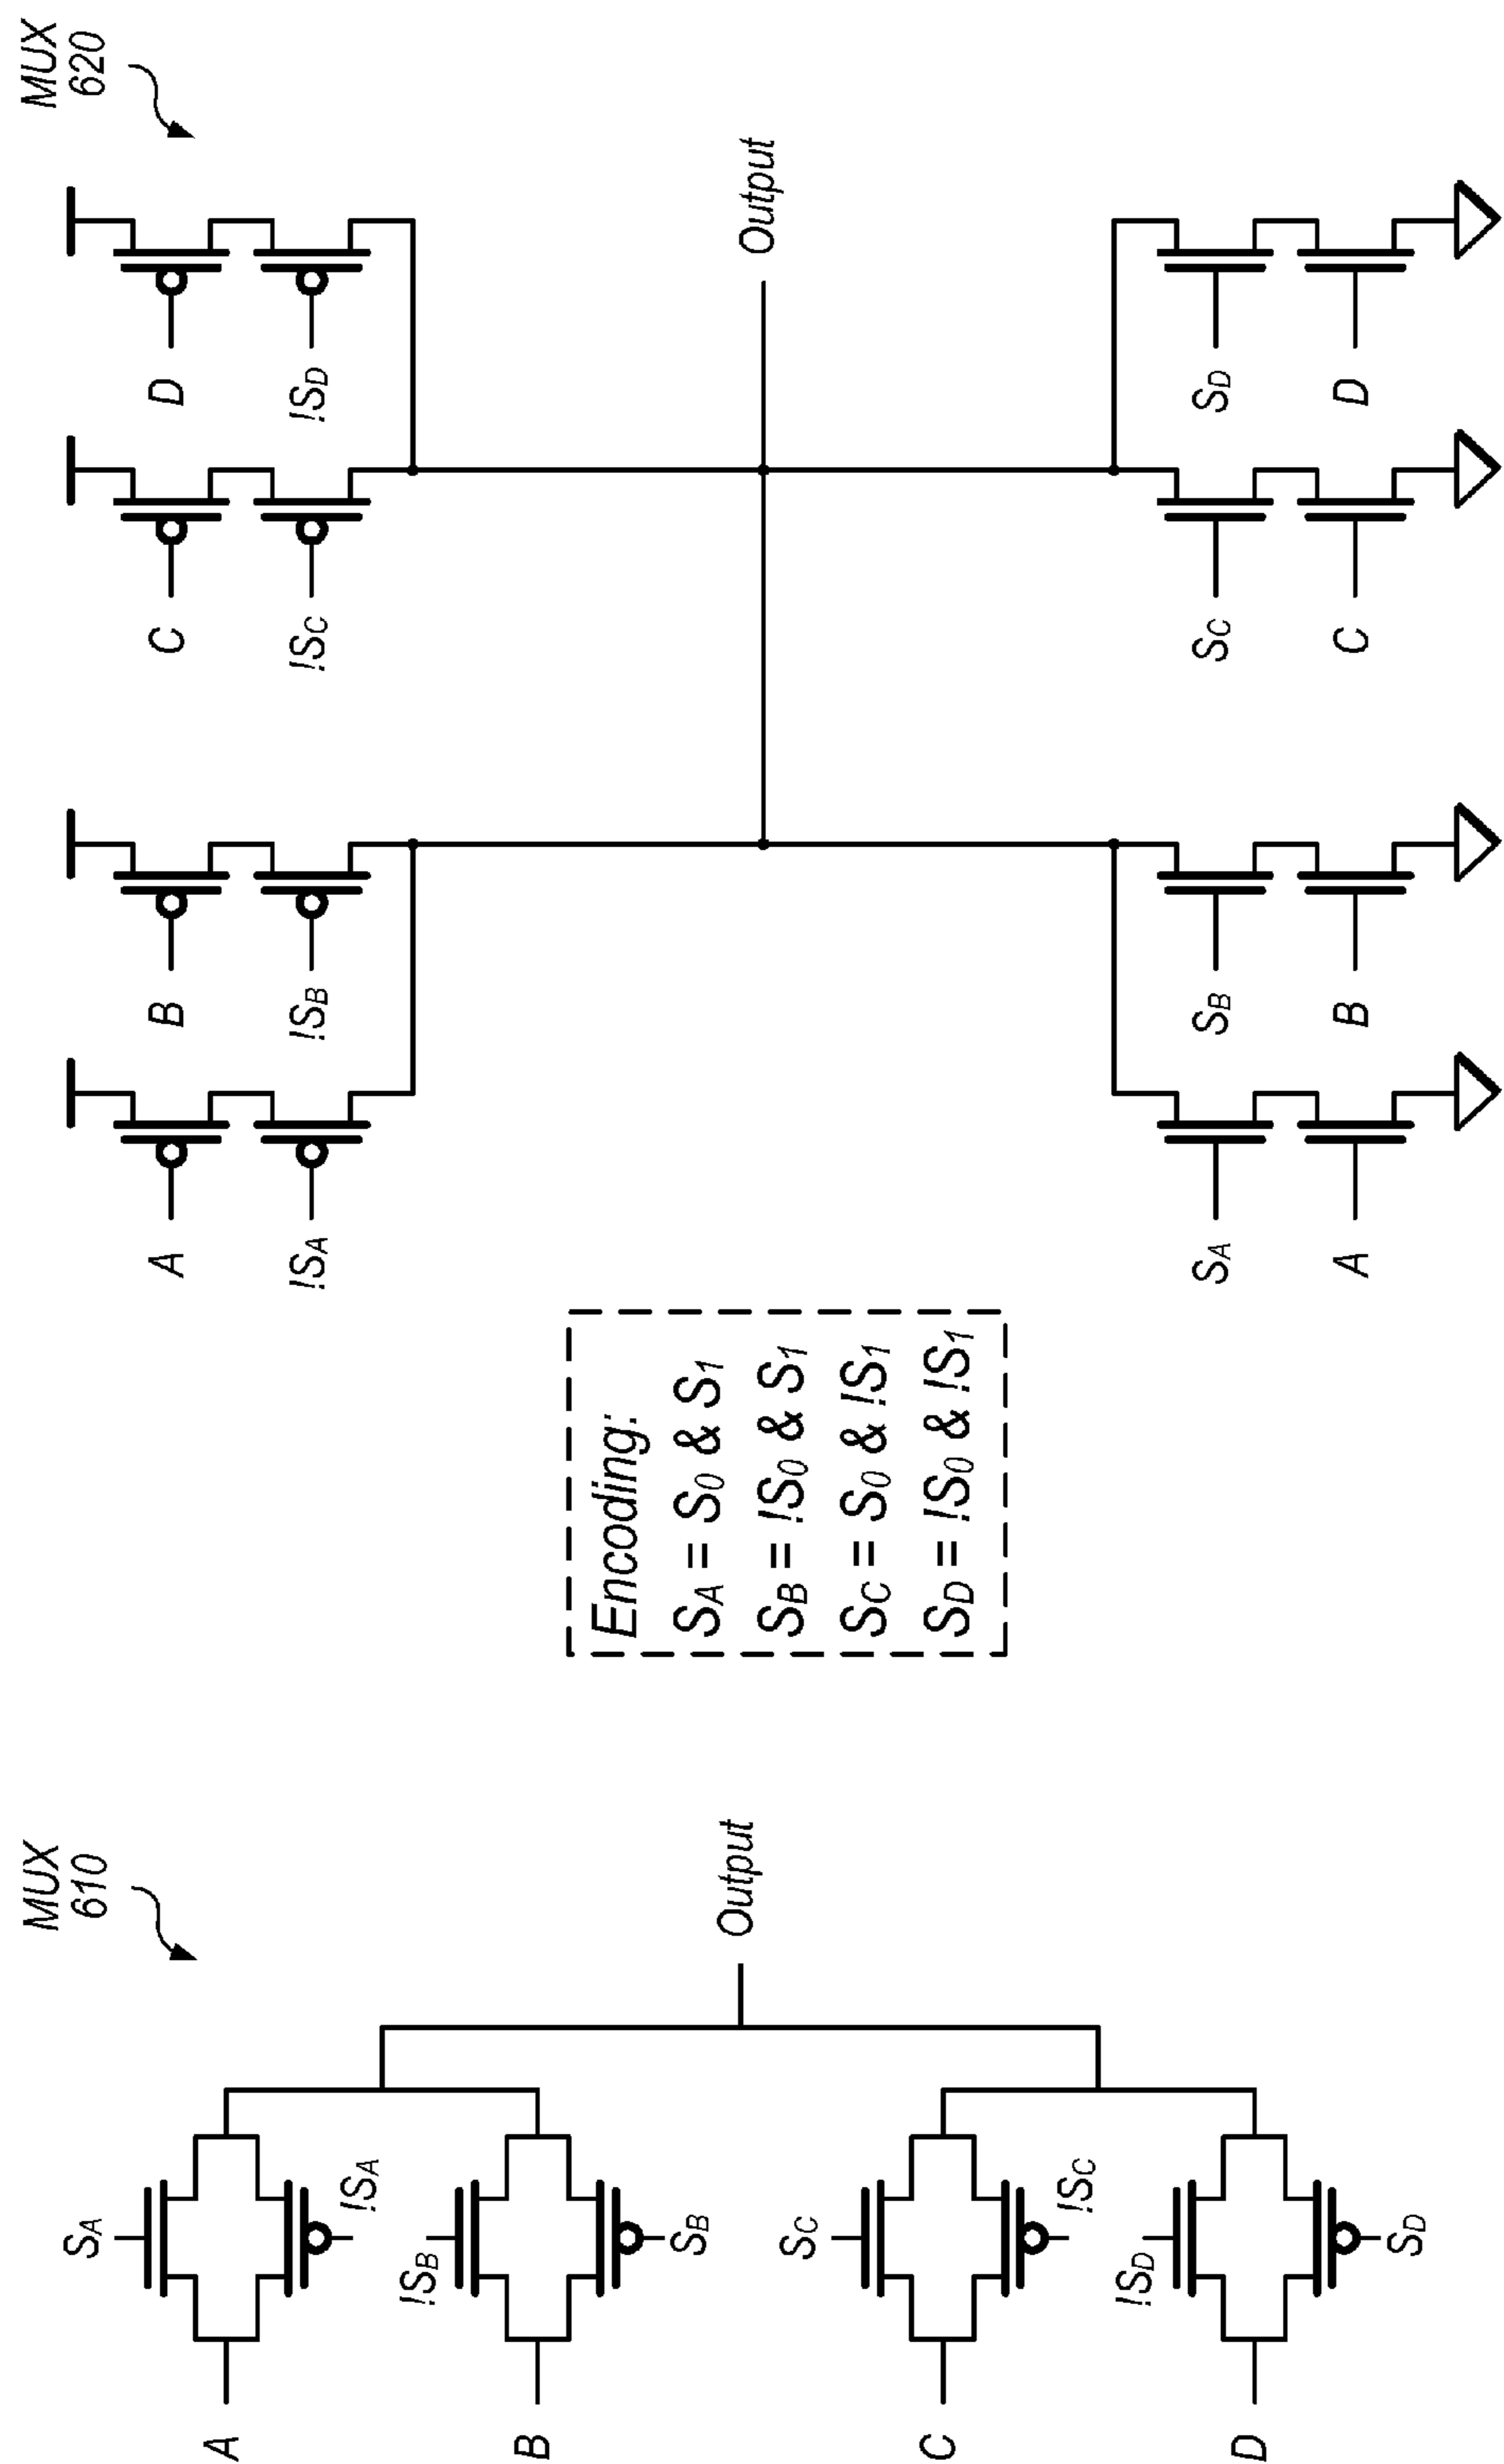 MUX
610
A
SA
!SA
B
!SB
SB
C
SC
!SC
D
!SD
SD
Output
Encoding:
SA = S0 & S1
SB = !S0 & S1
SC = S0 & !S1
SD = !S0 & !S1
MUX
620
A
B
C
D
!SA
!SB
!SC
!SD
Output
SA
SB
SC
SD
A
B
C
D